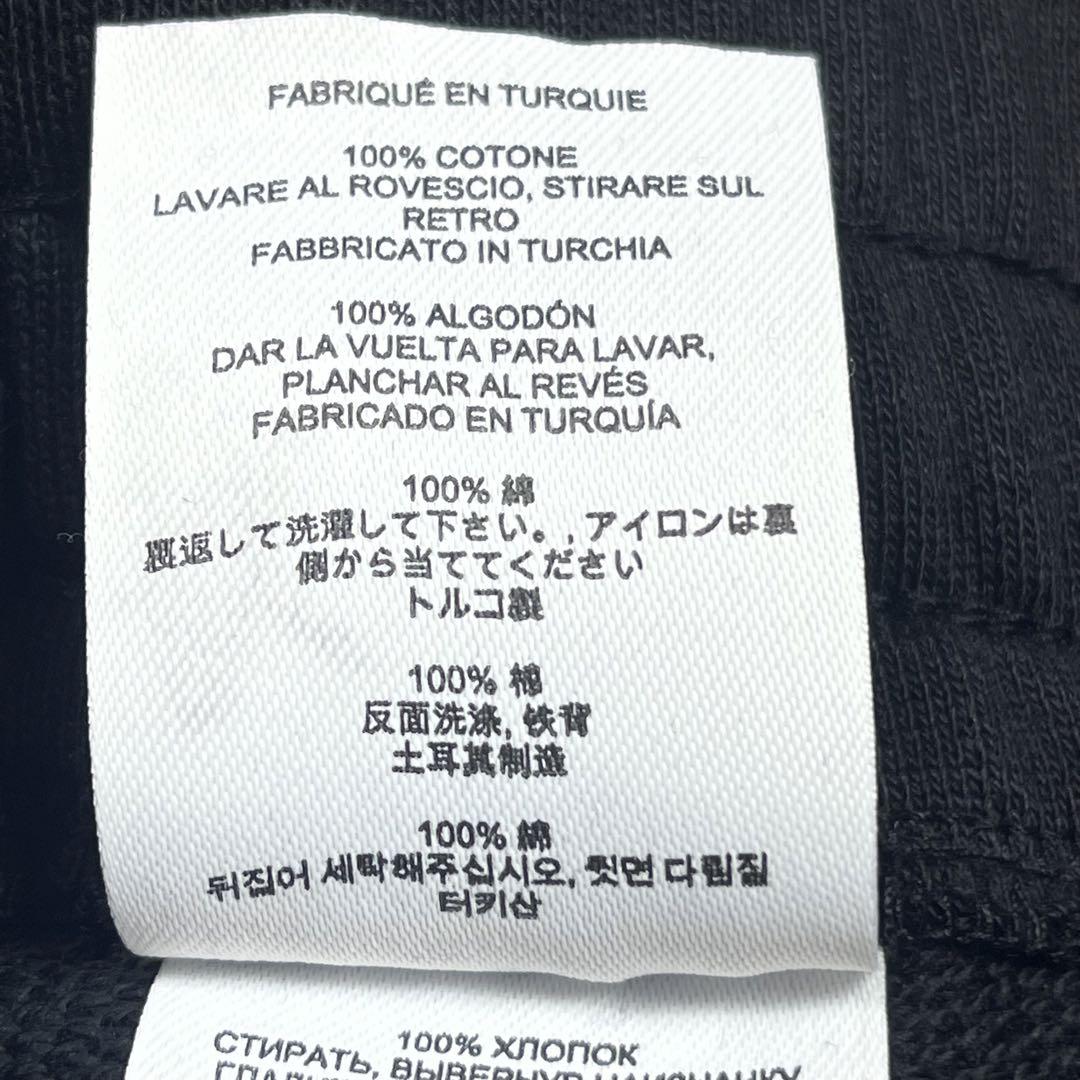 FABRIQUÉ EN TURQUIE
100% COTONE
LAVARE AL ROVESCIO, STIRARE SUL
RETRO
FABBRICATO IN TURCHIA
100% ALGODÓN
DAR LA VUELTA PARA LAVAR,
PLANCHAR AL REVÉS
FABRICADO EN TURQUÍA
100% 綿
裏返して洗濯して下さい。, アイロンは裏
側から当ててください
トルコ製
100% 棉
反面洗涤, 铁背
土耳其制造
100% 綿
뒤집어 세탁해주십시오, 뒷면 다림질
터키산
100% ХЛОПОК
СТИРАТЬ, ВЫВЕРНУВ НАИЗНАНКУ